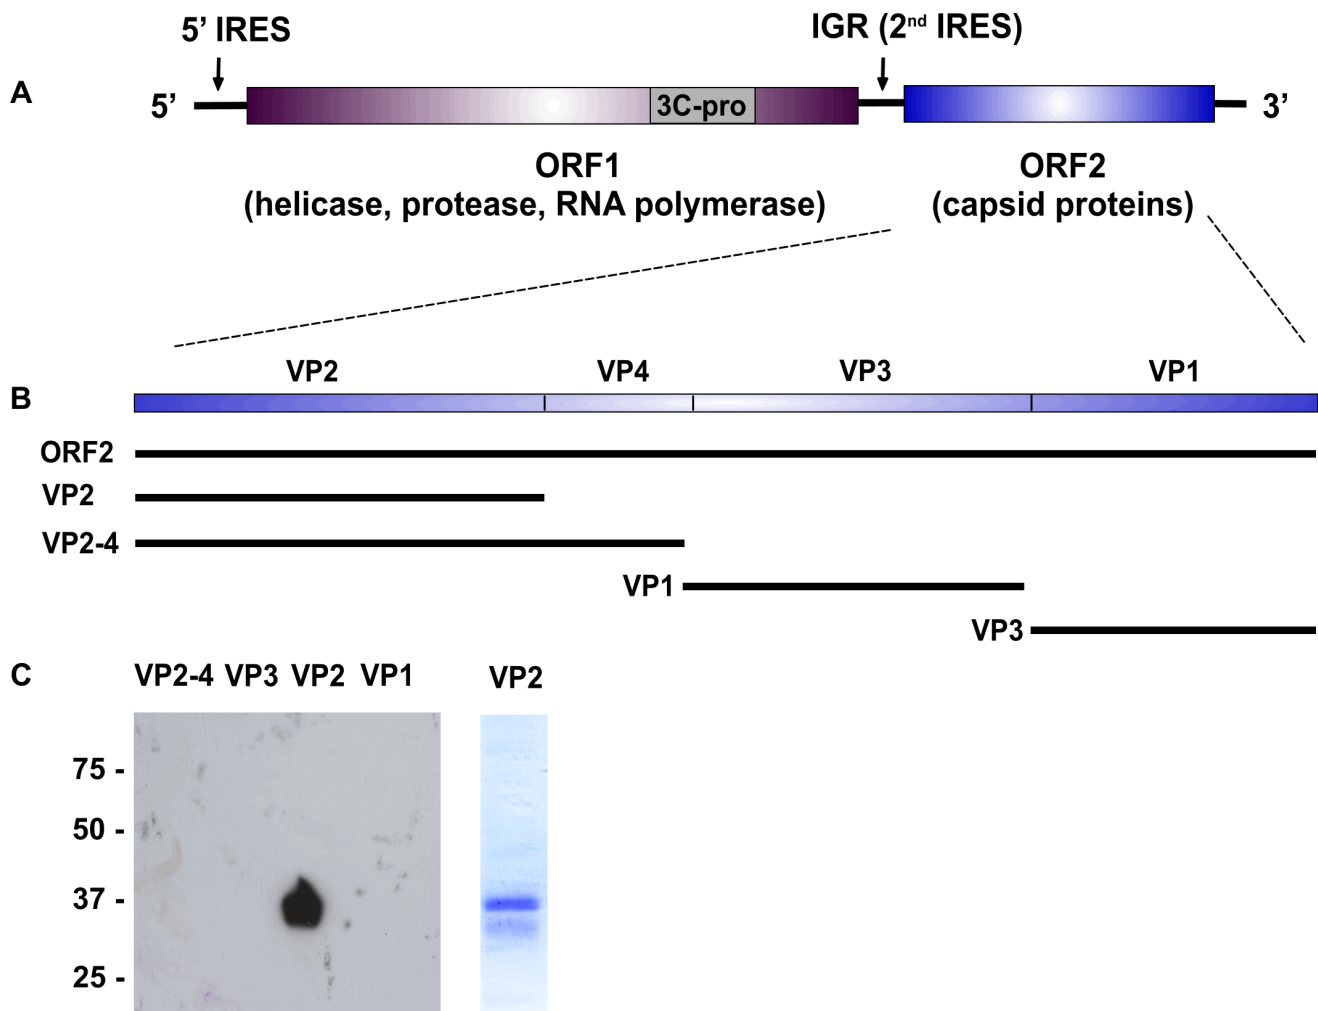 5’ IRES
IGR (2nd IRES)
A
5’
3C-pro
3’
ORF1
(helicase, protease, RNA polymerase)
ORF2
(capsid proteins)
VP2 VP4 VP3 VP1
B
ORF2
VP2
VP2-4
VP1
VP3
C
VP2-4 VP3 VP2 VP1
VP2
75 -
50 -
37 -
25 -